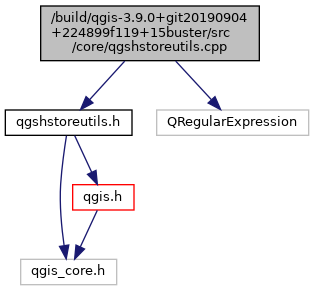 /build/qgis-3.9.0+git20190904
+224899f119+15buster/src
/core/qgshstoreutils.cpp
qgshstoreutils.h
QRegularExpression
qgis.h
qgis_core.h